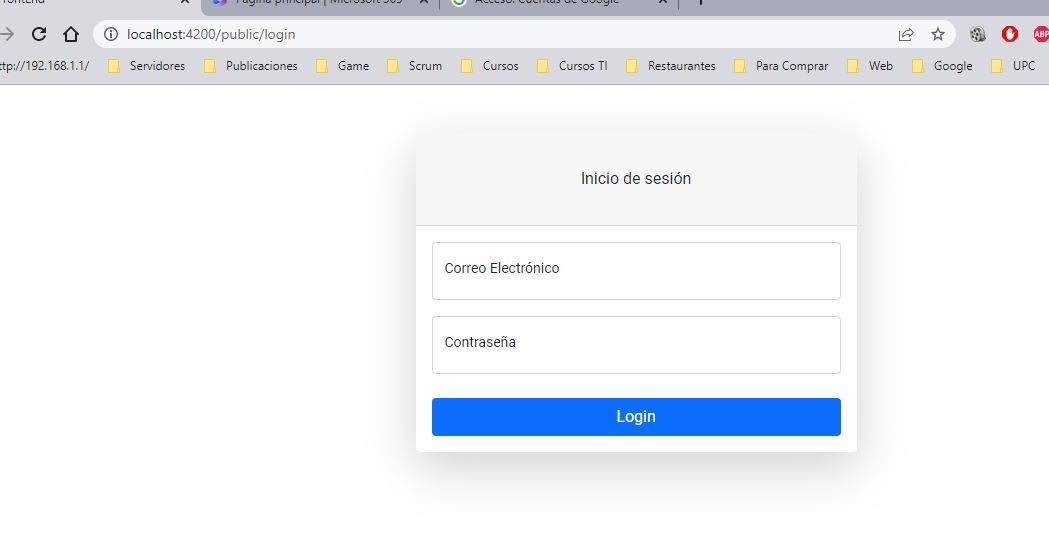 localhost:4200/public/login
ttp://192.168.1.1/ Servidores Publicaciones Game Scrum Cursos Cursos TI Restaurantes Para Comprar Web Google UPC
ABP
Inicio de sesión
Correo Electrónico
Contraseña
Login